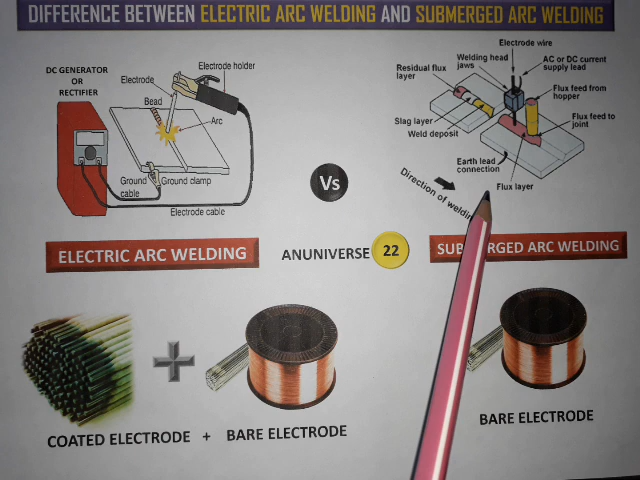 DIFFERENCE BETWEEN ELECTRIC ARC WELDING AND SUBMERGED ARC WELDING
DC GENERATOR
OR
RECTIFIER
Electrode holder
Electrode
Bead
Arc
Ground
cable
Ground clamp
Electrode cable
Vs
Electrode wire
Welding head
jaws
AC or DC current
supply lead
Residual flux
layer
Flux feed from
hopper
Slag layer
Weld deposit
Flux feed to
joint
Earth lead
connection
Flux layer
Direction of
ELECTRIC ARC WELDING
ANUNIVERSE 22
ARC WELDING
COATED ELECTRODE + BARE ELECTRODE
BARE ELECTRODE